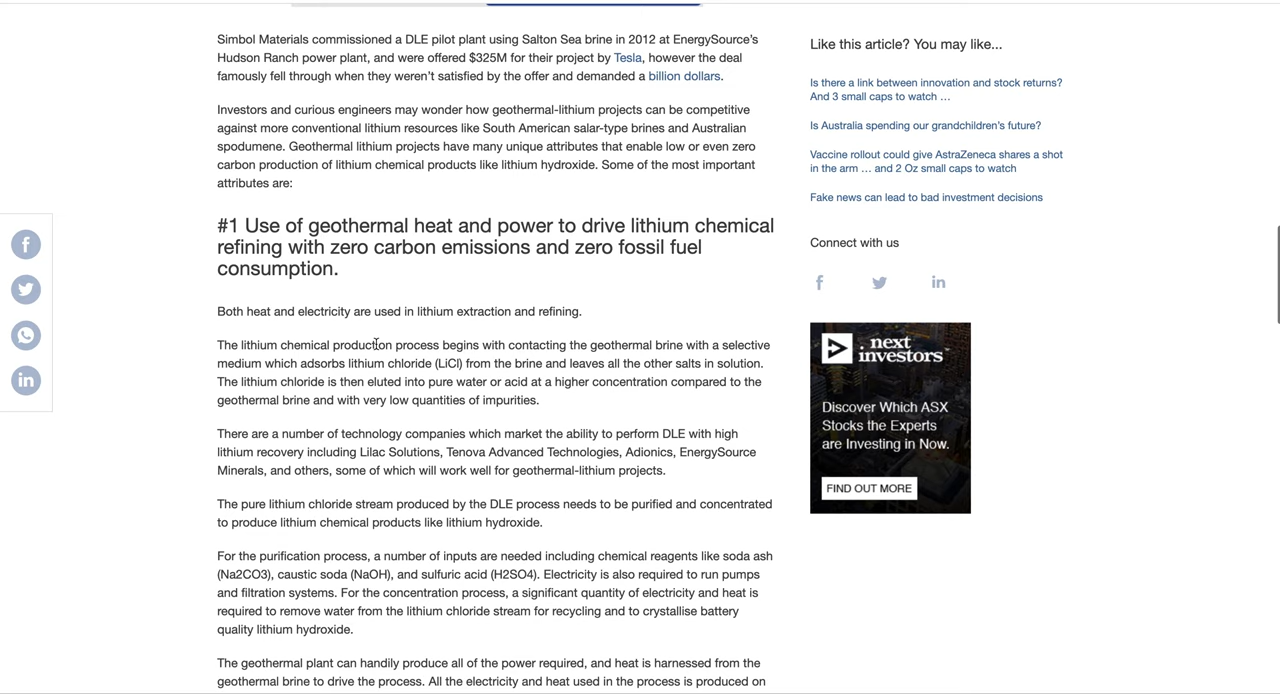 Simbol Materials commissioned a DLE pilot plant using Salton Sea brine in 2012 at EnergySource's
Hudson Ranch power plant, and were offered $325M for their project by Tesla, however the deal
famously fell through when they weren't satisfied by the offer and demanded a billion dollars.
Investors and curious engineers may wonder how geothermal-lithium projects can be competitive
against more conventional lithium resources like South American salar-type brines and Australian
spodumene. Geothermal lithium projects have many unique attributes that enable low or even zero
carbon production of lithium chemical products like lithium hydroxide. Some of the most important
attributes are:
#1 Use of geothermal heat and power to drive lithium chemical
refining with zero carbon emissions and zero fossil fuel
consumption.
Both heat and electricity are used in lithium extraction and refining.
The lithium chemical production process begins with contacting the geothermal brine with a selective
medium which adsorbs lithium chloride (LiCl) from the brine and leaves all the other salts in solution.
The lithium chloride is then eluted into pure water or acid at a higher concentration compared to the
geothermal brine and with very low quantities of impurities.
There are a number of technology companies which market the ability to perform DLE with high
lithium recovery including Lilac Solutions, Tenova Advanced Technologies, Adionics, EnergySource
Minerals, and others, some of which will work well for geothermal-lithium projects.
The pure lithium chloride stream produced by the DLE process needs to be purified and concentrated
to produce lithium chemical products like lithium hydroxide.
For the purification process, a number of inputs are needed including chemical reagents like soda ash
(Na2CO3), caustic soda (NaOH), and sulfuric acid (H2SO4). Electricity is also required to run pumps
and filtration systems. For the concentration process, a significant quantity of electricity and heat is
required to remove water from the lithium chloride stream for recycling and to crystallise battery
quality lithium hydroxide.
The geothermal plant can handily produce all of the power required, and heat is harnessed from the
geothermal brine to drive the process. All the electricity and heat used in the process is produced on
Like this article? You may like...
Is there a link between innovation and stock returns?
And 3 small caps to watch …
Is Australia spending our grandchildren's future?
Vaccine rollout could give AstraZeneca shares a shot
in the arm … and 2 Oz small caps to watch
Fake news can lead to bad investment decisions
Connect with us
f
in
next
investors
Discover Which ASX
Stocks the Experts
are Investing in Now.
FIND OUT MORE
f
in